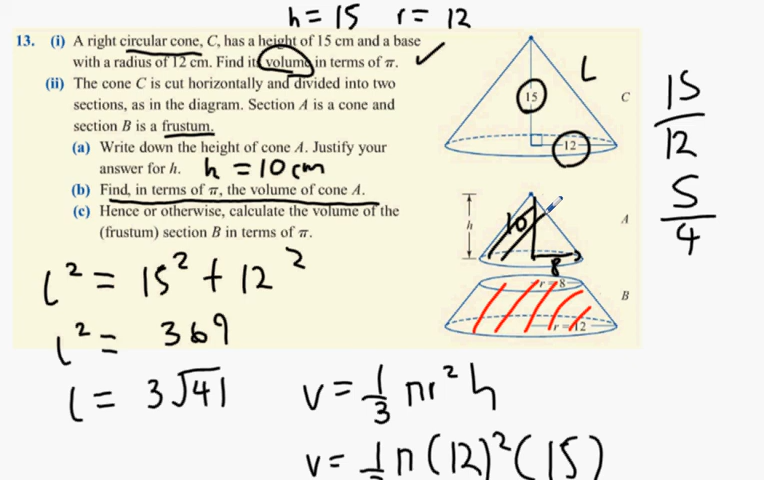 h = 15 r = 12
13. (i) A right circular cone, C, has a height of 15 cm and a base
with a radius of 12 cm. Find its volume in terms of π.
(ii) The cone C is cut horizontally and divided into two
sections, as in the diagram. Section A is a cone and
section B is a frustum.
(a) Write down the height of cone A. Justify your
answer for h. h = 10 cm
(b) Find, in terms of π, the volume of cone A.
(c) Hence or otherwise, calculate the volume of the
(frustum) section B in terms of π.
15
12
L
C
15
12
5
4
h
10
8
A
r = 8
r = 12
B
l² = 15² + 12²
l² = 369
l = 3√41
v = 1/3 πr²h
v = 1/3 π(12)²(15)